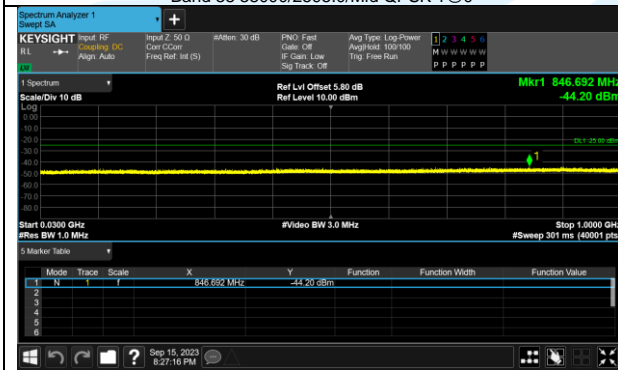 Spectrum Analyzer 1
Swept SA
+
KEYSIGHT
RL
Input: RF
Coupling: DC
Align: Auto
Input Z: 50 Ω
Corr CCorr
Freq Ref: Int (S)
#Atten: 30 dB
PNO: Fast
Gate: Off
IF Gain: Low
Sig Track: Off
Avg Type: Log-Power
Avg|Hold: 100/100
Trig: Free Run
1 2 3 4 5 6
M W W W W W
P P P P P P
1 Spectrum
Scale/Div 10 dB
Log
Ref Lvl Offset 5.80 dB
Ref Level 10.00 dBm
Mkr1 846.692 MHz
-44.20 dBm
0.00
-10.0
-20.0
-30.0
-40.0
-50.0
-60.0
-70.0
-80.0
DL1 -25.00 dBm
1
Start 0.0300 GHz
#Res BW 1.0 MHz
#Video BW 3.0 MHz
Stop 1.0000 GHz
#Sweep 301 ms (40001 pts)
5 Marker Table
Mode Trace Scale X Y Function Function Width Function Value
1 N 1 f 846.692 MHz -44.20 dBm
2
3
4
5
6
? Sep 15, 2023
8:27:16 PM